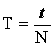 T = t/N